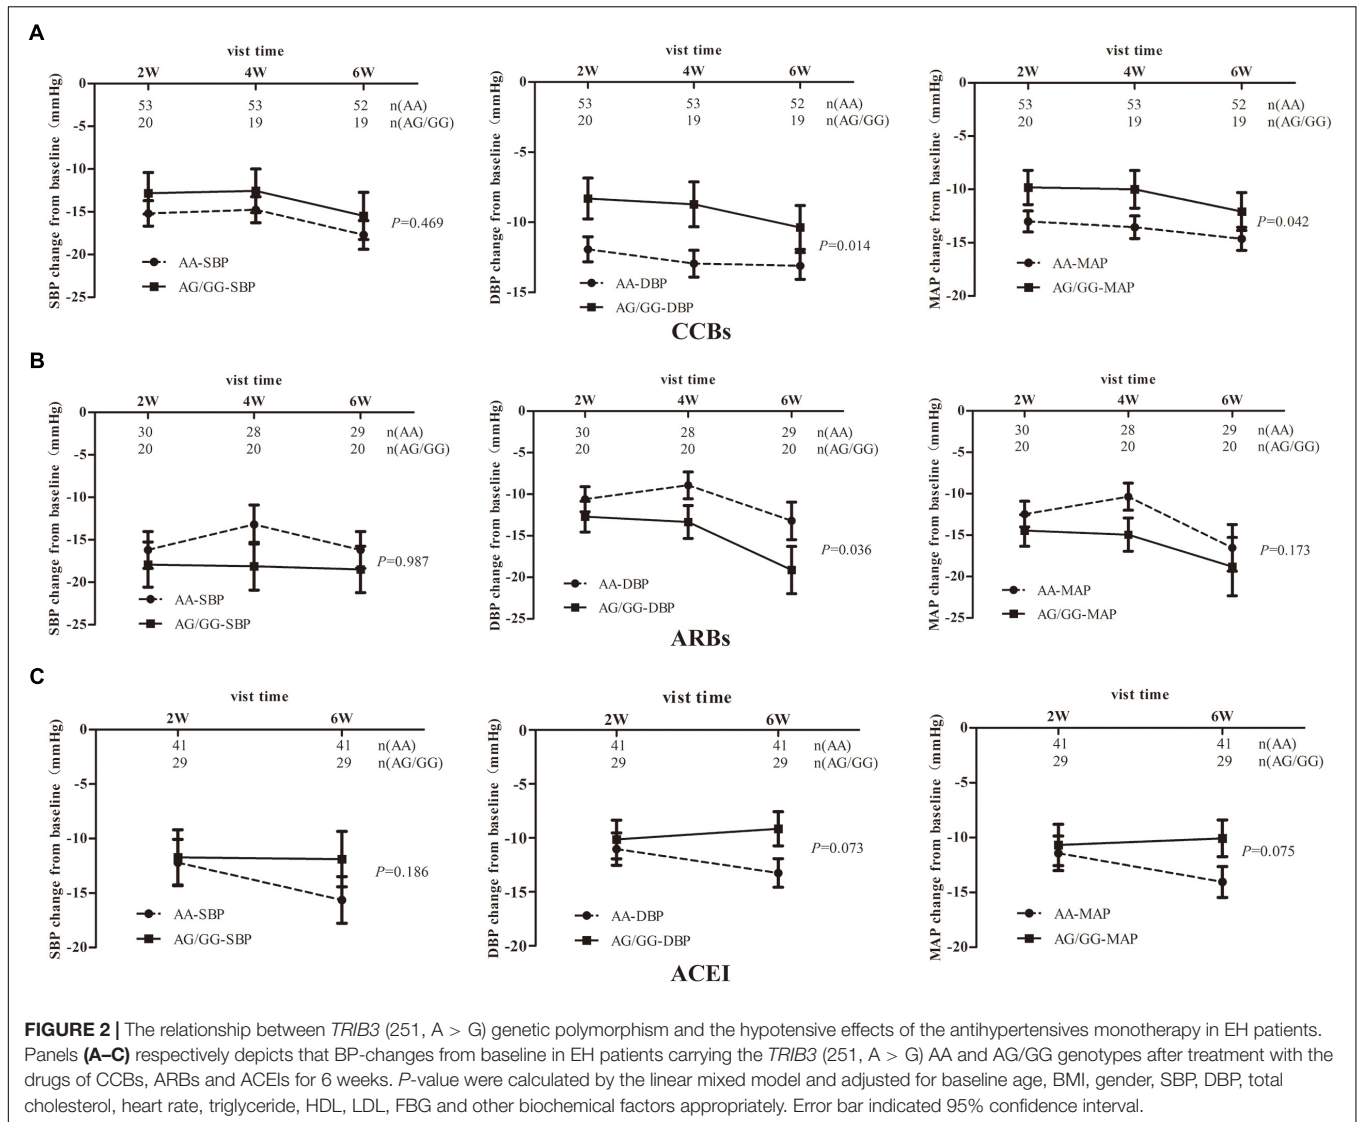 A
vist time
2W 4W 6W
0
53 53 52 n(AA)
20 19 19 n(AG/GG)
-5
-10
-15
-20
-25
SBP change from baseline (mmHg)
P=0.469
AA-SBP
AG/GG-SBP
vist time
2W 4W 6W
0
53 53 52 n(AA)
20 19 19 n(AG/GG)
-5
-10
-15
DBP change from baseline (mmHg)
P=0.014
AA-DBP
AG/GG-DBP
vist time
2W 4W 6W
0
53 53 52 n(AA)
20 19 19 n(AG/GG)
-5
-10
-15
-20
MAP change from baseline (mmHg)
P=0.042
AA-MAP
AG/GG-MAP
CCBs
B
vist time
2W 4W 6W
0
30 28 29 n(AA)
20 20 20 n(AG/GG)
-5
-10
-15
-20
-25
SBP change from baseline (mmHg)
P=0.987
AA-SBP
AG/GG-SBP
vist time
2W 4W 6W
0
30 28 29 n(AA)
20 20 20 n(AG/GG)
-5
-10
-15
-20
-25
DBP change from baseline (mmHg)
P=0.036
AA-DBP
AG/GG-DBP
vist time
2W 4W 6W
0
30 28 29 n(AA)
20 20 20 n(AG/GG)
-5
-10
-15
-20
-25
MAP change from baseline (mmHg)
P=0.173
AA-MAP
AG/GG-MAP
ARBs
C
vist time
2W 6W
0
41 41 n(AA)
29 29 n(AG/GG)
-5
-10
-15
-20
SBP change from baseline (mmHg)
P=0.186
AA-SBP
AG/GG-SBP
vist time
2W 6W
0
41 41 n(AA)
29 29 n(AG/GG)
-5
-10
-15
-20
DBP change from baseline (mmHg)
P=0.073
AA-DBP
AG/GG-DBP
vist time
2W 6W
0
41 41 n(AA)
29 29 n(AG/GG)
-5
-10
-15
-20
MAP change from baseline (mmHg)
P=0.075
AA-MAP
AG/GG-MAP
ACEI
FIGURE 2 | The relationship between TRIB3 (251, A > G) genetic polymorphism and the hypotensive effects of the antihypertensives monotherapy in EH patients.
Panels (A–C) respectively depicts that BP-changes from baseline in EH patients carrying the TRIB3 (251, A > G) AA and AG/GG genotypes after treatment with the
drugs of CCBs, ARBs and ACEIs for 6 weeks. P-value were calculated by the linear mixed model and adjusted for baseline age, BMI, gender, SBP, DBP, total
cholesterol, heart rate, triglyceride, HDL, LDL, FBG and other biochemical factors appropriately. Error bar indicated 95% confidence interval.